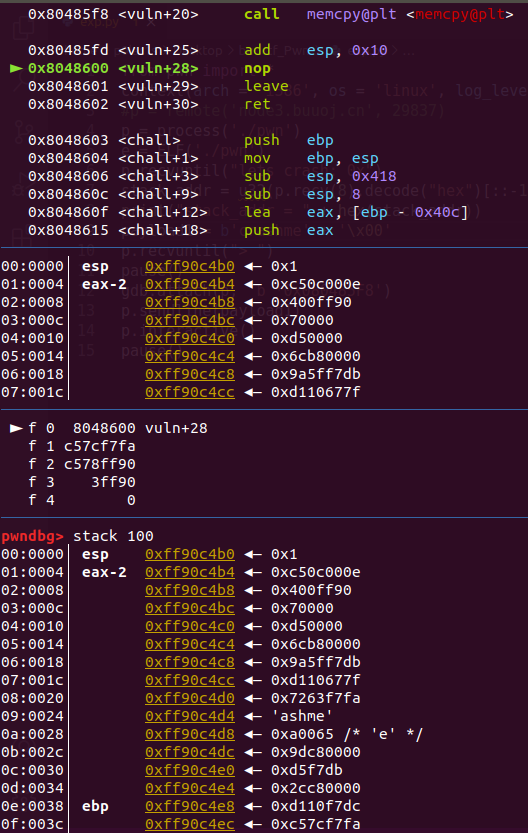 0x80485f8 <vuln+20> call memcpy@plt <memcpy@plt>
0x80485fd <vuln+25> add esp, 0x10
► 0x8048600 <vuln+28> nop
0x8048601 <vuln+29> leave
0x8048602 <vuln+30> ret
0x8048603 <chall> push ebp
0x8048604 <chall+1> mov ebp, esp
0x8048606 <chall+3> sub esp, 0x418
0x804860c <chall+9> sub esp, 8
0x804860f <chall+12> lea eax, [ebp - 0x40c]
0x8048615 <chall+18> push eax
00:0000│ esp 0xff90c4b0 ◄— 0x1
01:0004│ eax-2 0xff90c4b4 ◄— 0xc50c000e
02:0008│ 0xff90c4b8 ◄— 0x400ff90
03:000c│ 0xff90c4bc ◄— 0x70000
04:0010│ 0xff90c4c0 ◄— 0xd50000
05:0014│ 0xff90c4c4 ◄— 0x6cb80000
06:0018│ 0xff90c4c8 ◄— 0x9a5ff7db
07:001c│ 0xff90c4cc ◄— 0xd110677f
► f 0 8048600 vuln+28
f 1 c57cf7fa
f 2 c578ff90
f 3 3ff90
f 4 0
pwndbg> stack 100
00:0000│ esp 0xff90c4b0 ◄— 0x1
01:0004│ eax-2 0xff90c4b4 ◄— 0xc50c000e
02:0008│ 0xff90c4b8 ◄— 0x400ff90
03:000c│ 0xff90c4bc ◄— 0x70000
04:0010│ 0xff90c4c0 ◄— 0xd50000
05:0014│ 0xff90c4c4 ◄— 0x6cb80000
06:0018│ 0xff90c4c8 ◄— 0x9a5ff7db
07:001c│ 0xff90c4cc ◄— 0xd110677f
08:0020│ 0xff90c4d0 ◄— 0x7263f7fa
09:0024│ 0xff90c4d4 ◄— 'ashme'
0a:0028│ 0xff90c4d8 ◄— 0xa0065 /* 'e' */
0b:002c│ 0xff90c4dc ◄— 0x9dc80000
0c:0030│ 0xff90c4e0 ◄— 0xd5f7db
0d:0034│ 0xff90c4e4 ◄— 0x2cc80000
0e:0038│ ebp 0xff90c4e8 ◄— 0xd110f7dc
0f:003c│ 0xff90c4ec ◄— 0xc57cf7fa